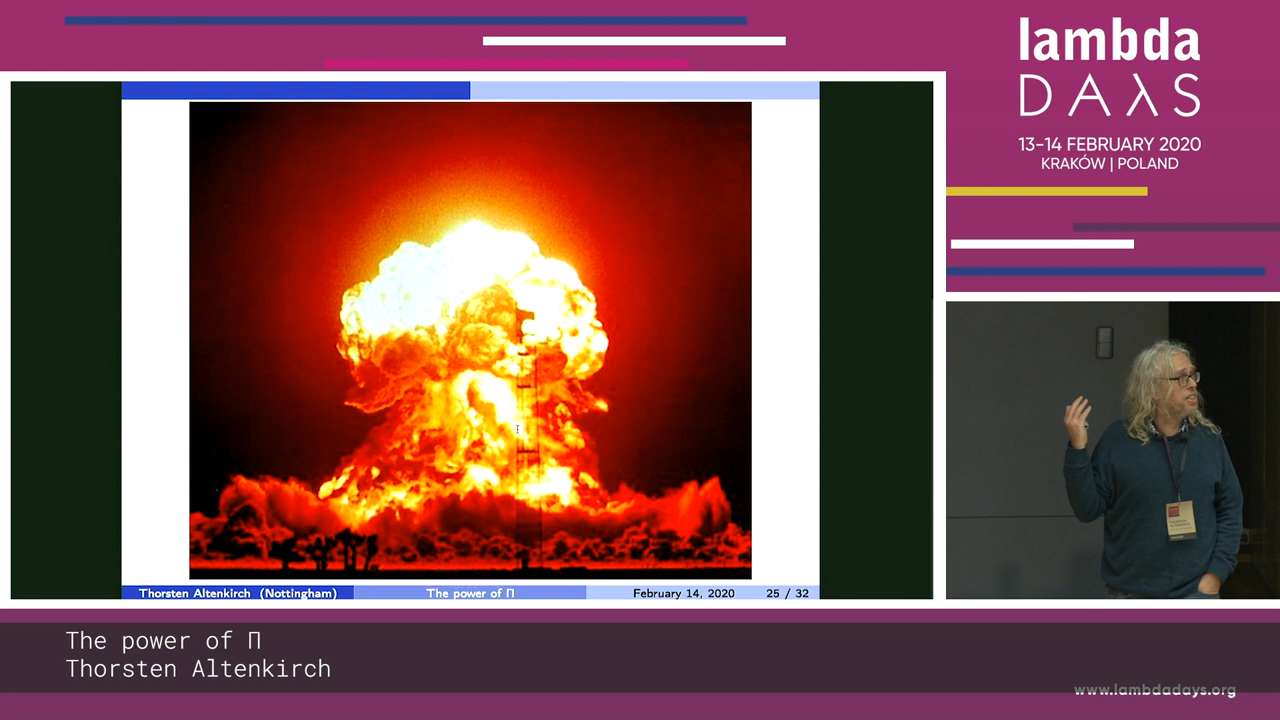 lambda
DAλS
13–14 FEBRUARY 2020
KRAKÓW | POLAND
Thorsten Altenkirch (Nottingham)
The power of Π
February 14, 2020
25 / 32
The power of Π
Thorsten Altenkirch
www.lambdadays.org